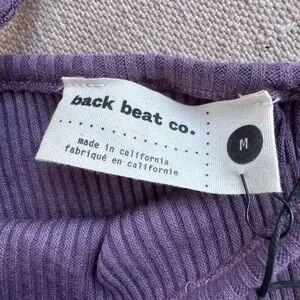 back beat co.
made in california
fabriqué en californie
M